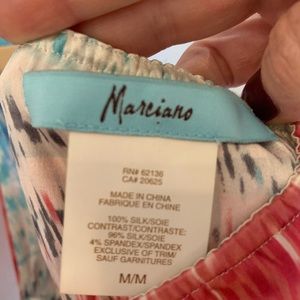 Marciano
RN# 62136
CA# 20625
MADE IN CHINA
FABRIQUE EN CHINE
100% SILK/SOIE
CONTRAST/CONTRASTE:
96% SILK/SOIE
4% SPANDEX/SPANDEX
EXCLUSIVE OF TRIM/
SAUF GARNITURES
M/M